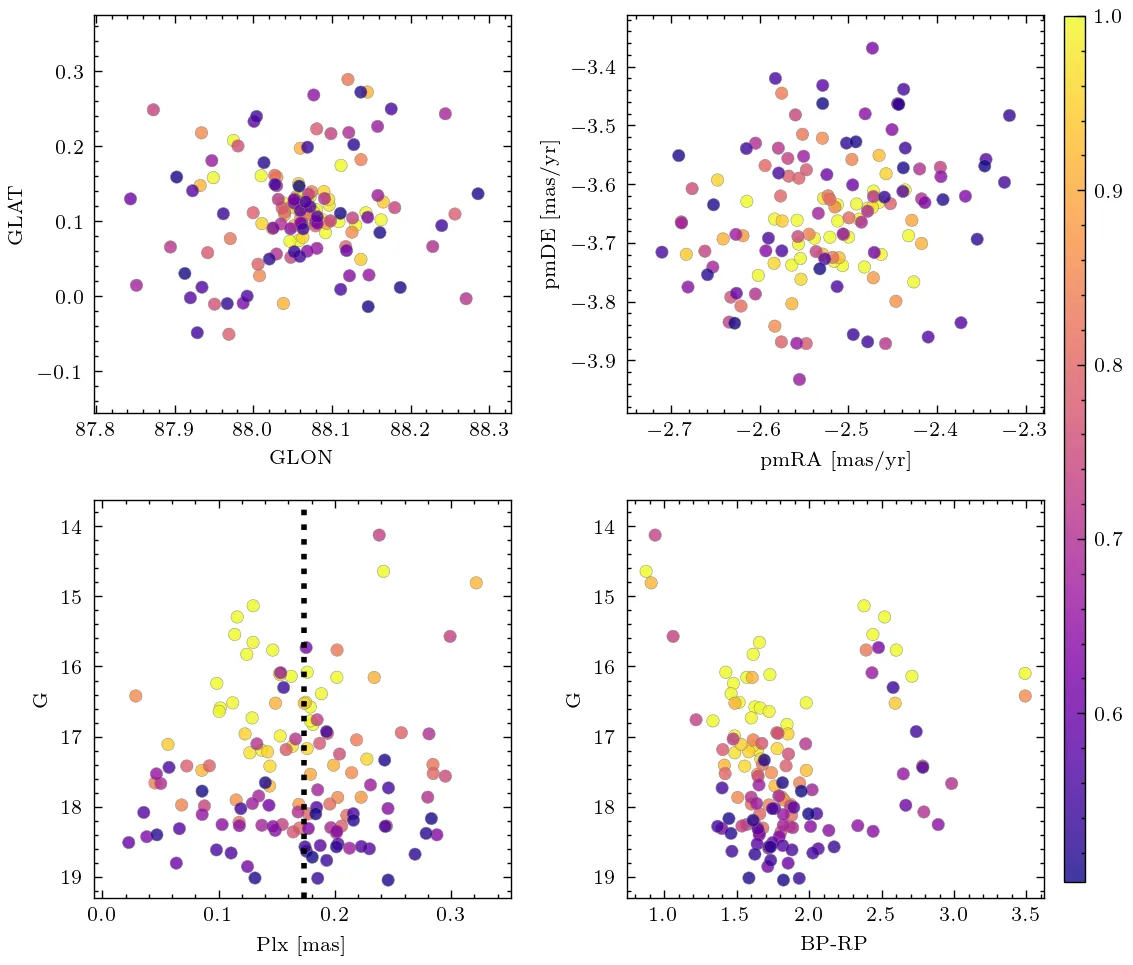 GLAT
0.3
0.2
0.1
0.0
−0.1
87.8 87.9 88.0 88.1 88.2 88.3
GLON
pmDE [mas/yr]
−3.4
−3.5
−3.6
−3.7
−3.8
−3.9
−2.7 −2.6 −2.5 −2.4 −2.3
pmRA [mas/yr]
1.0
0.9
0.8
0.7
0.6
G
14
15
16
17
18
19
0.0 0.1 0.2 0.3
Plx [mas]
G
14
15
16
17
18
19
1.0 1.5 2.0 2.5 3.0 3.5
BP-RP